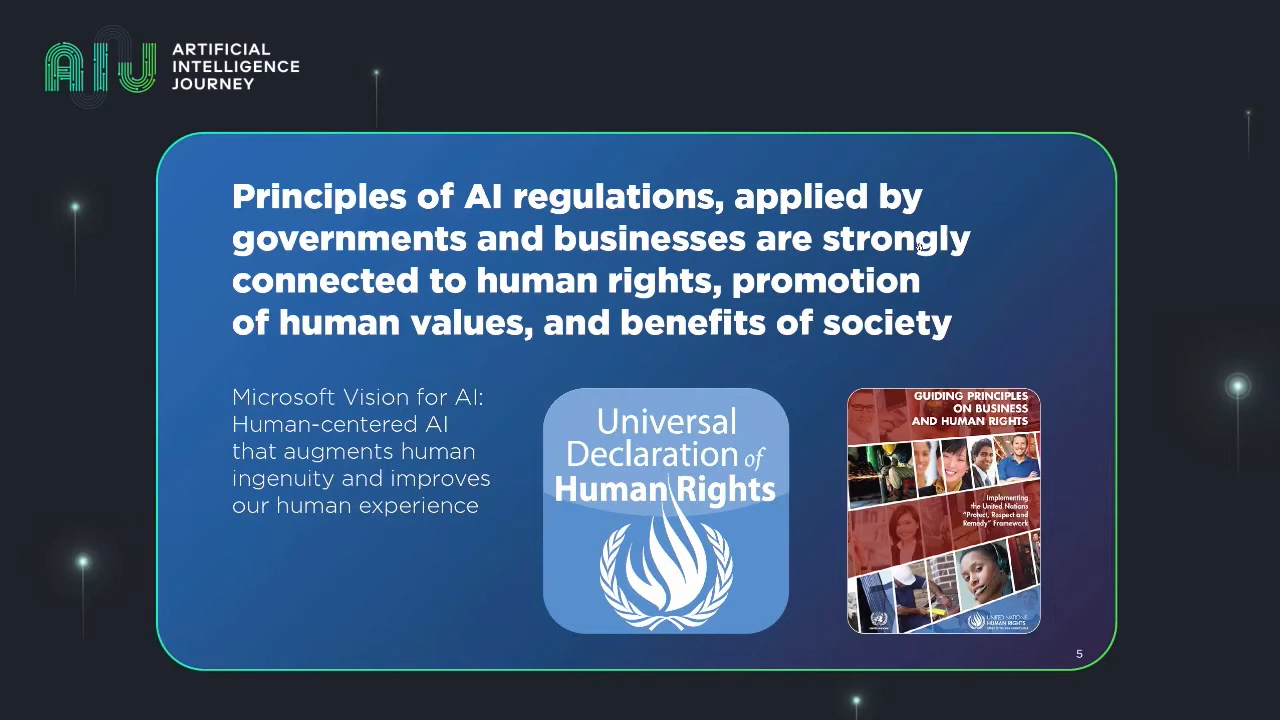 AIJ
ARTIFICIAL
INTELLIGENCE
JOURNEY
Principles of AI regulations, applied by
governments and businesses are strongly
connected to human rights, promotion
of human values, and benefits of society
Microsoft Vision for AI:
Human-centered AI
that augments human
ingenuity and improves
our human experience
Universal
Declaration of
Human Rights
GUIDING PRINCIPLES
ON BUSINESS
AND HUMAN RIGHTS
Implementing
the United Nations
"Protect, Respect and
Remedy" Framework
UNITED NATIONS
HUMAN RIGHTS
5